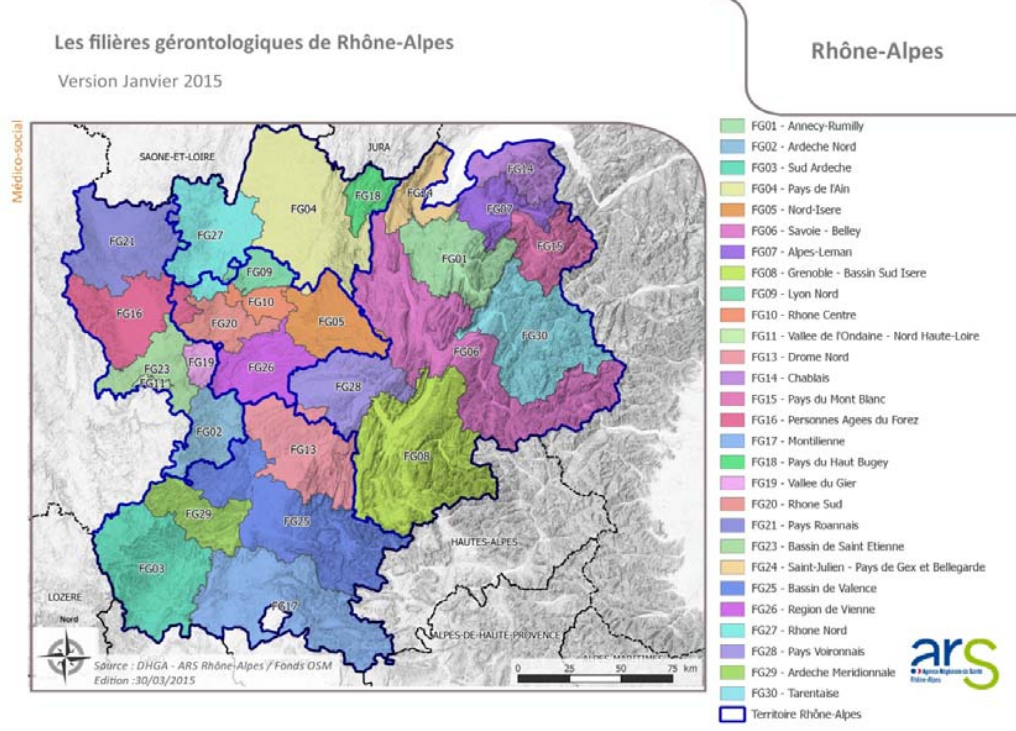 Les filières gérontologiques de Rhône-Alpes
Version Janvier 2015
Rhône-Alpes
Médico-social
SAONE-ET-LOIRE
JURA
FG14
FG18
FG24
FG04
FG07
FG21
FG27
FG15
FG01
FG09
FG10
FG16
FG20
FG05
FG30
FG06
FG19
FG23
FG26
FG11
FG28
FG02
FG13
FG08
FG29
FG25
HAUTES-ALPES
FG03
LOZERE
FG17
ALPES-DE-HAUTE-PROVENCE
ALPES-MARITIMES
Nord
Source : DHGA - ARS Rhône-Alpes / Fonds OSM
Edition :30/03/2015
0 25 50 75 km
FG01 - Annecy-Rumilly
FG02 - Ardeche Nord
FG03 - Sud Ardeche
FG04 - Pays de l'Ain
FG05 - Nord-Isere
FG06 - Savoie - Belley
FG07 - Alpes-Leman
FG08 - Grenoble - Bassin Sud Isere
FG09 - Lyon Nord
FG10 - Rhone Centre
FG11 - Vallee de l'Ondaine - Nord Haute-Loire
FG13 - Drome Nord
FG14 - Chablais
FG15 - Pays du Mont Blanc
FG16 - Personnes Agees du Forez
FG17 - Montilienne
FG18 - Pays du Haut Bugey
FG19 - Vallee du Gier
FG20 - Rhone Sud
FG21 - Pays Roannais
FG23 - Bassin de Saint Etienne
FG24 - Saint-Julien - Pays de Gex et Bellegarde
FG25 - Bassin de Valence
FG26 - Region de Vienne
FG27 - Rhone Nord
FG28 - Pays Voironnais
FG29 - Ardeche Meridionnale
FG30 - Tarentaise
Territoire Rhône-Alpes
ars
Agence Régionale de Santé
Rhône-Alpes